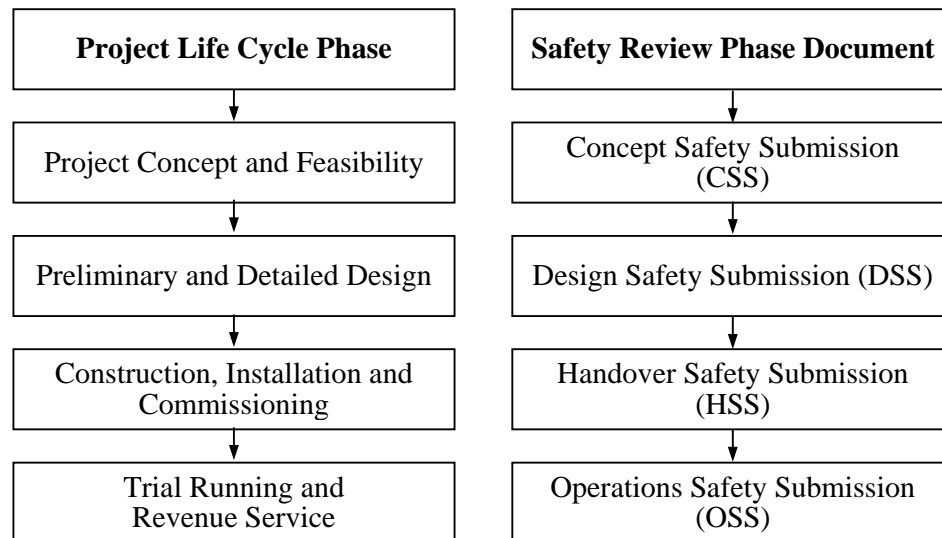 Project Life Cycle Phase
Safety Review Phase Document
Project Concept and Feasibility
Concept Safety Submission
(CSS)
Preliminary and Detailed Design
Design Safety Submission (DSS)
Construction, Installation and
Commissioning
Handover Safety Submission
(HSS)
Trial Running and
Revenue Service
Operations Safety Submission
(OSS)